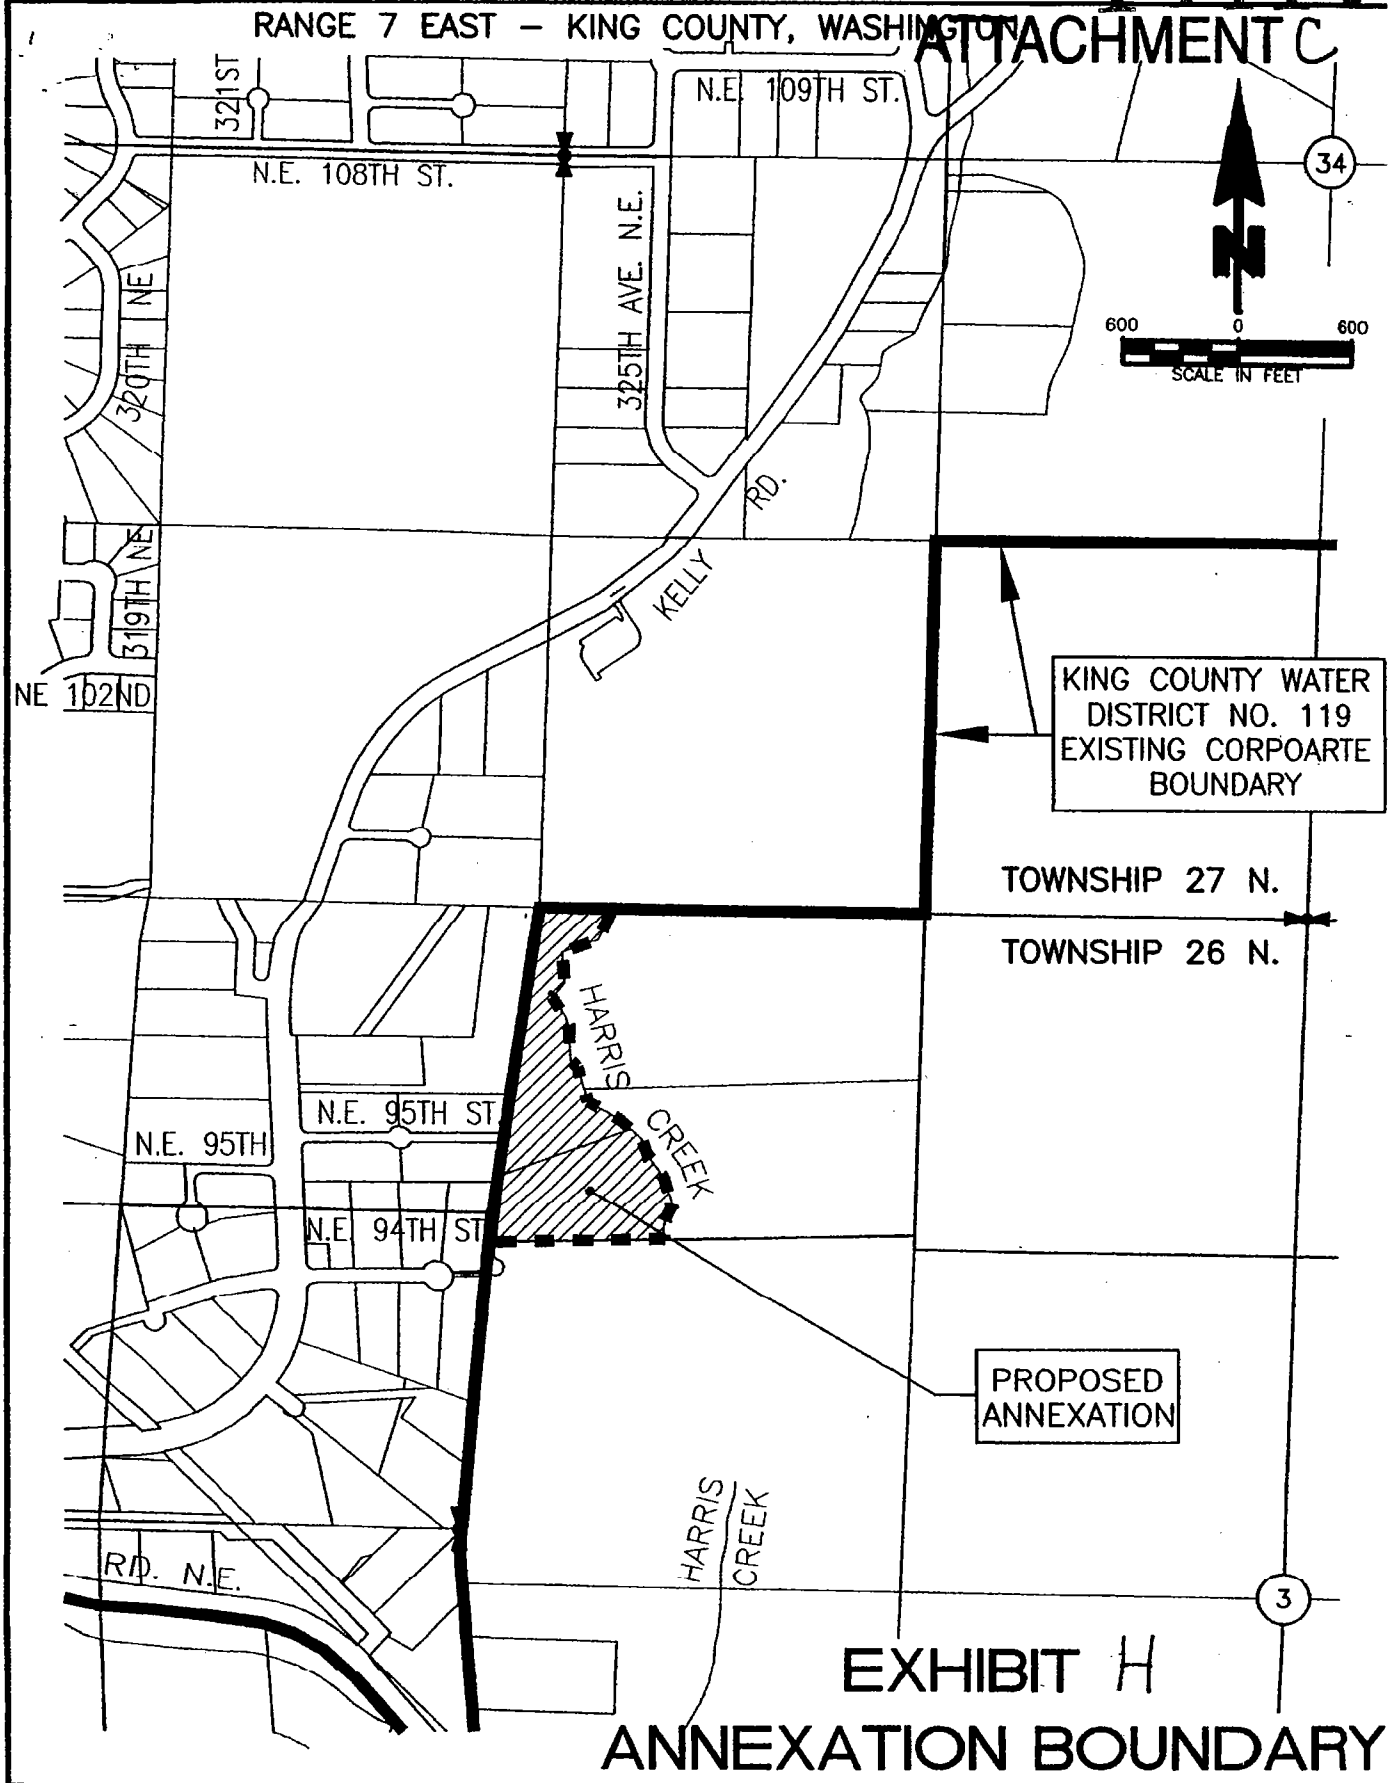 RANGE 7 EAST – KING COUNTY, WASHINGTON
ATTACHMENT C
321ST
N.E. 109TH ST.
34
N.E. 108TH ST.
325TH AVE. N.E.
N
320TH NE
600 0 600
SCALE IN FEET
KELLY RD.
319TH NE
NE 102ND
KING COUNTY WATER
DISTRICT NO. 119
EXISTING CORPOARTE
BOUNDARY
TOWNSHIP 27 N.
TOWNSHIP 26 N.
HARRIS CREEK
N.E. 95TH ST.
N.E. 95TH
N.E. 94TH ST
PROPOSED
ANNEXATION
HARRIS
CREEK
RD. N.E.
3
EXHIBIT H
ANNEXATION BOUNDARY